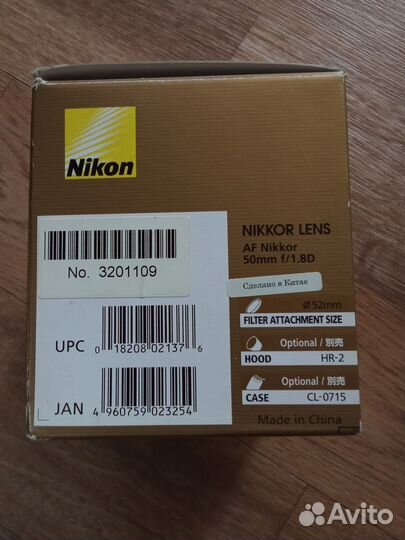 Nikon
No. 3201109
NIKKOR LENS
AF Nikkor
50mm f/1.8D
Сделано в Китае
ø52mm
FILTER ATTACHMENT SIZE
UPC 0 18208 02137 6
Optional / 別売
HOOD HR-2
Optional / 別売
CASE CL-0715
JAN 4 960759 023254
Made in China
Avito